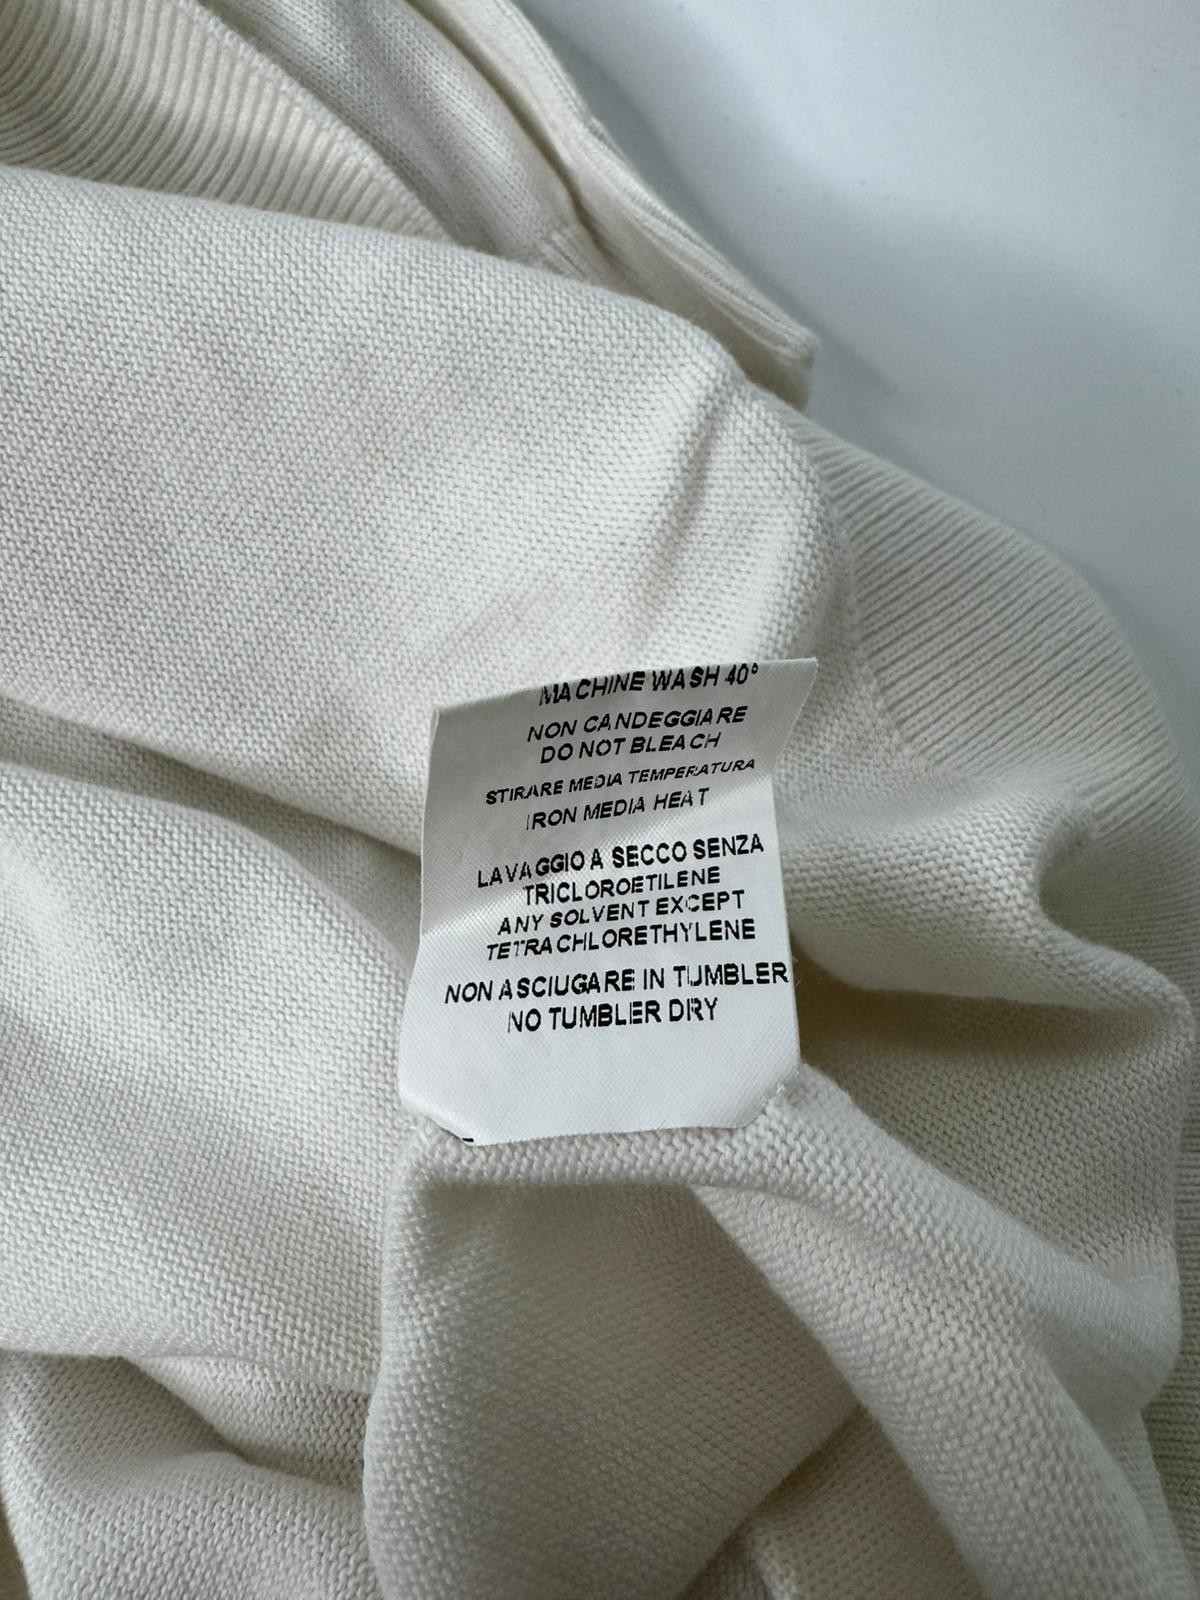 MACHINE WASH 40°
NON CANDEGGIARE
DO NOT BLEACH
STIRARE MEDIA TEMPERATURA
IRON MEDIA HEAT
LAVAGGIO A SECCO SENZA
TRICLOROETILENE
ANY SOLVENT EXCEPT
TETRACHLORETHYLENE
NON ASCIUGARE IN TUMBLER
NO TUMBLER DRY